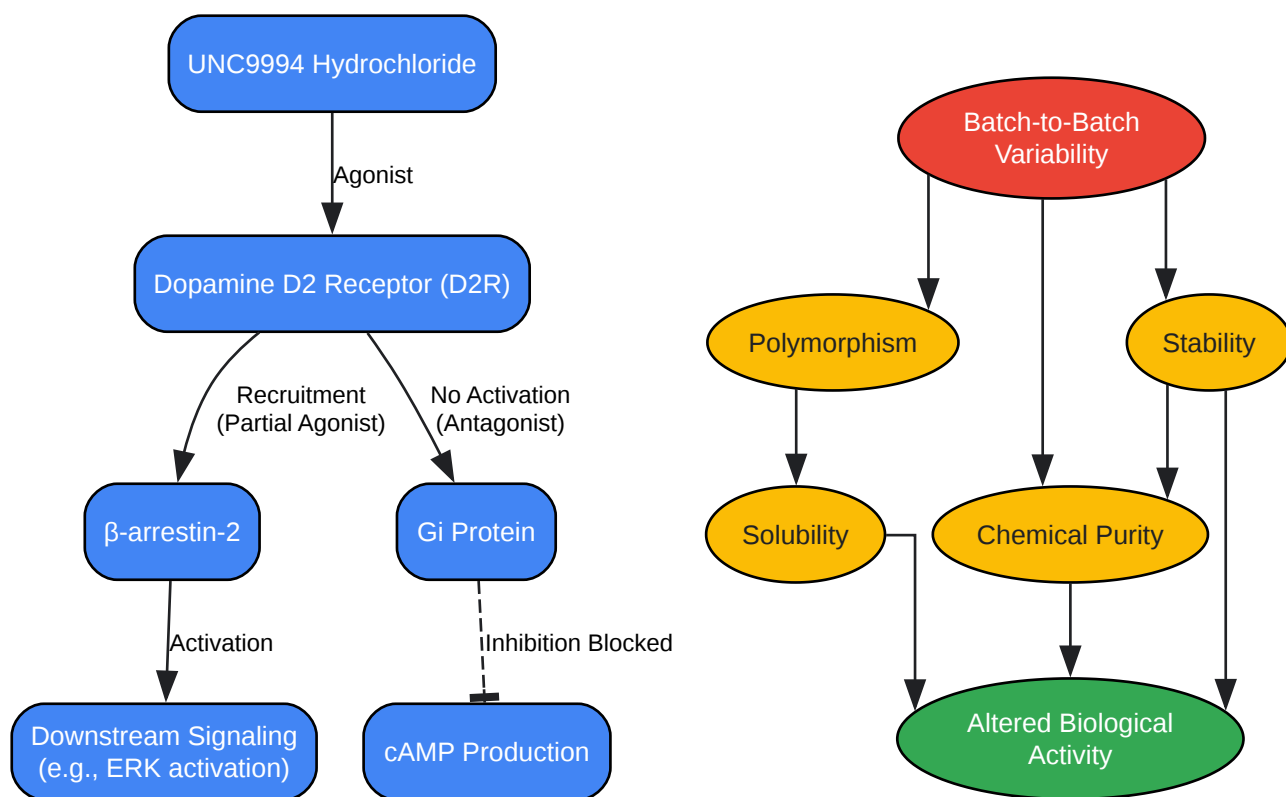 UNC9994 Hydrochloride
Agonist
Dopamine D2 Receptor (D2R)
Recruitment
(Partial Agonist)
No Activation
(Antagonist)
β-arrestin-2
Gi Protein
Activation
Inhibition Blocked
Downstream Signaling
(e.g., ERK activation)
cAMP Production
Batch-to-Batch
Variability
Polymorphism
Stability
Solubility
Chemical Purity
Altered Biological
Activity